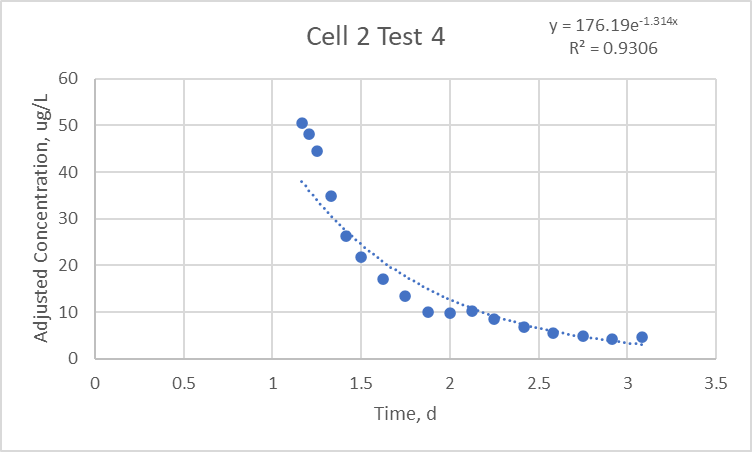 Cell 2 Test 4
y = 176.19e^-1.314x
R² = 0.9306
Adjusted Concentration, ug/L
60
50
40
30
20
10
0
0 0.5 1 1.5 2 2.5 3 3.5
Time, d